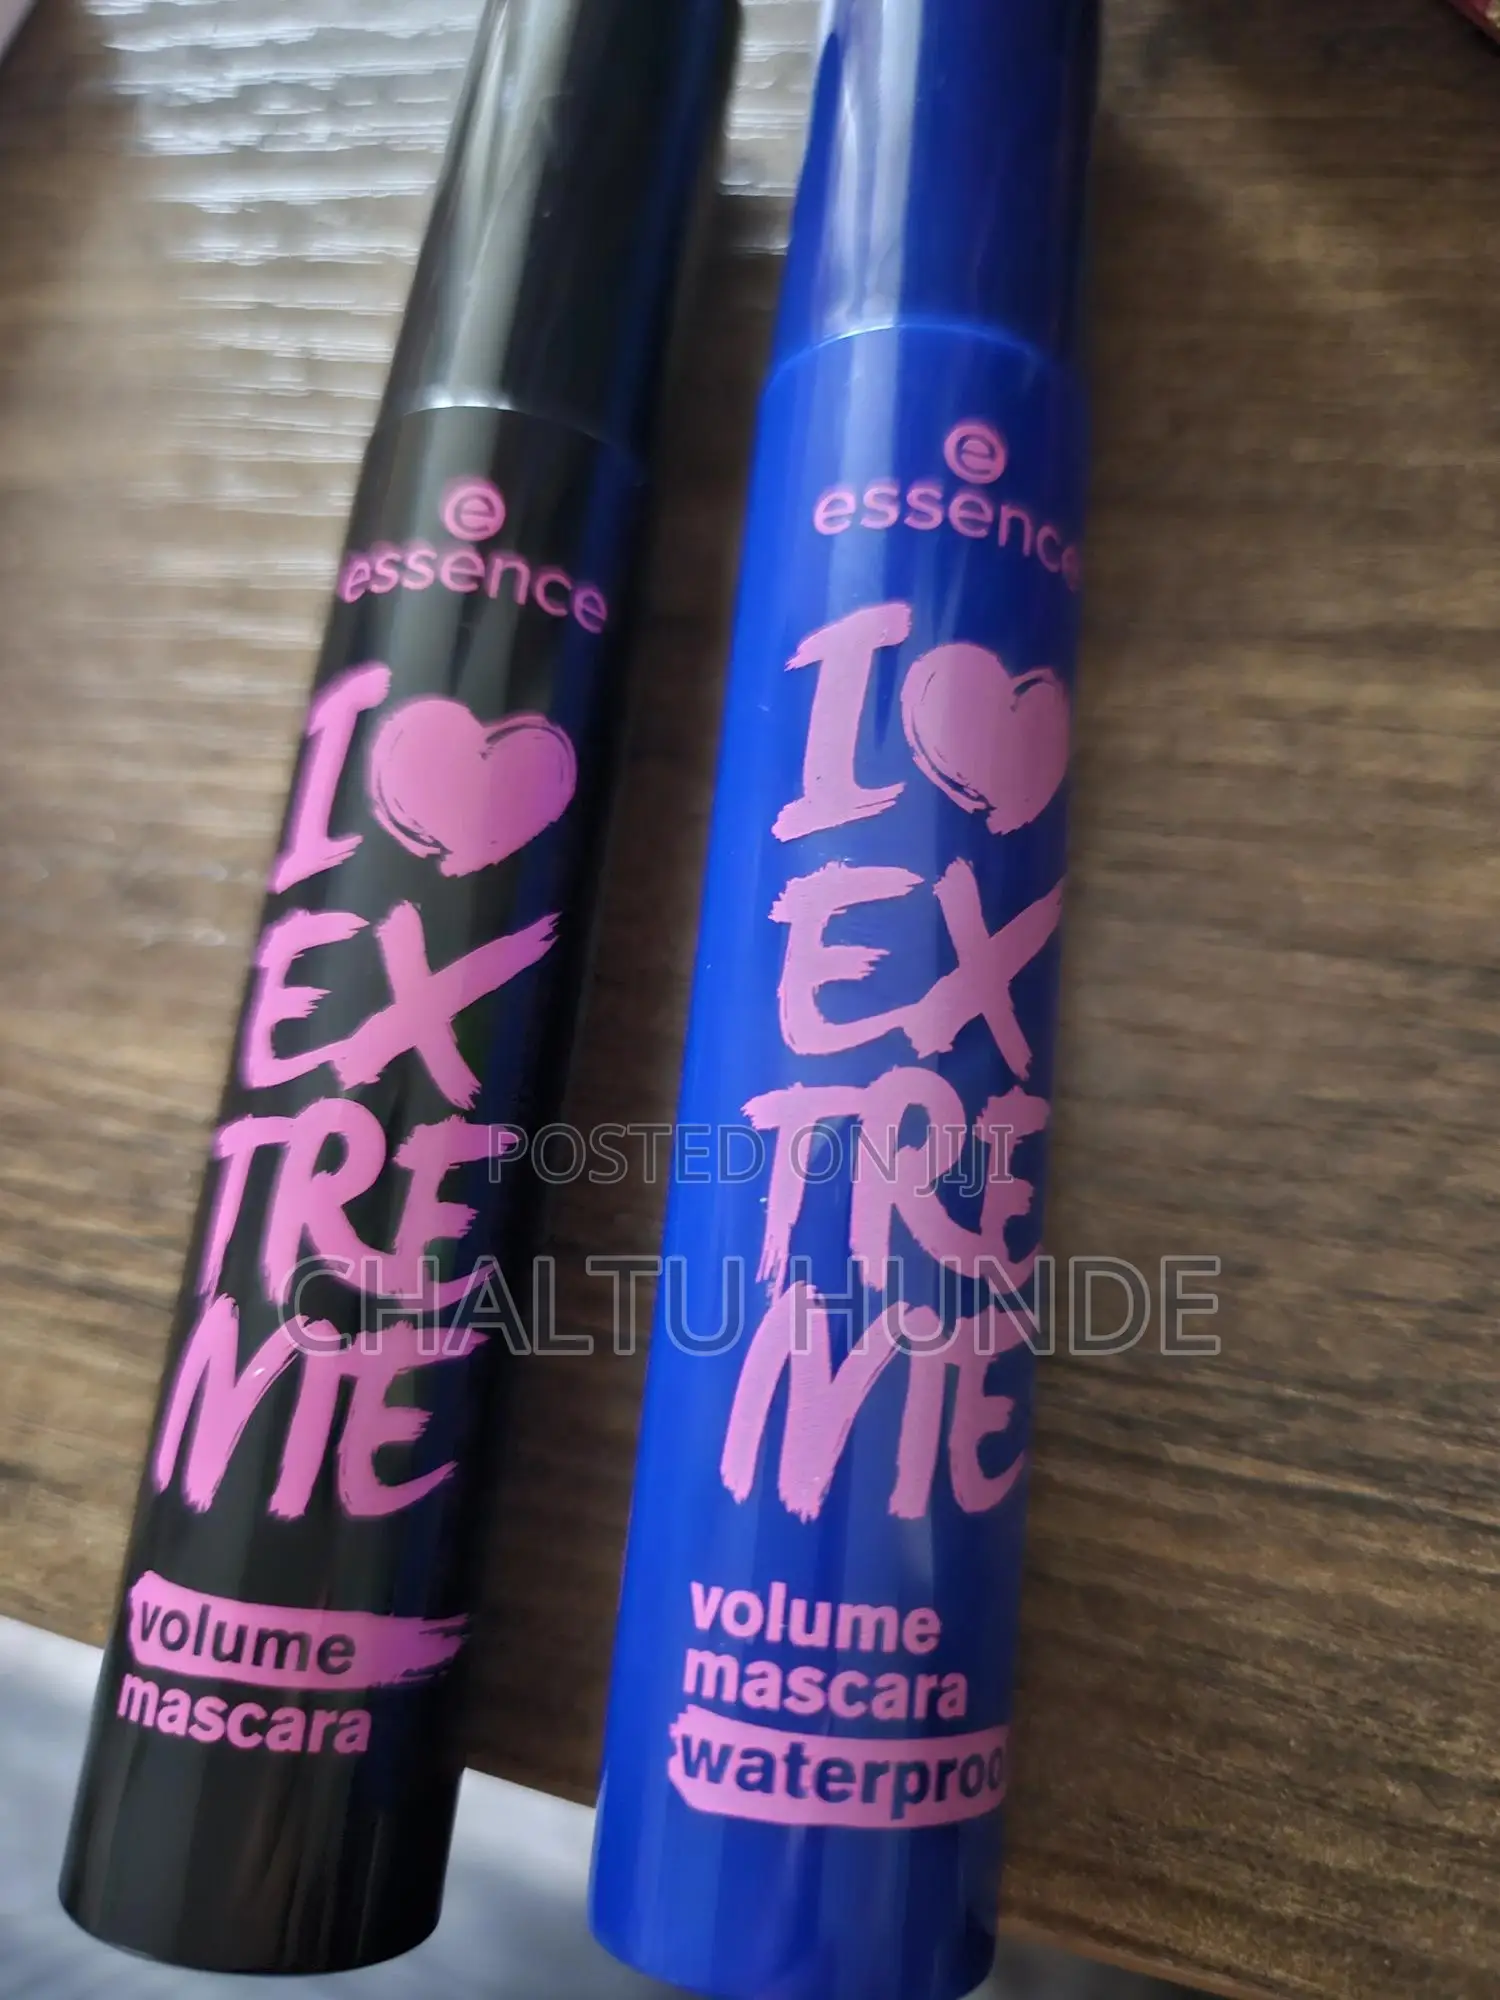 e
essence
I
EX
TRE
ME
volume
mascara
e
essence
I
EX
TRE
ME
volume
mascara
waterproo
POSTED ON JIJI
CHALTU HUNDE